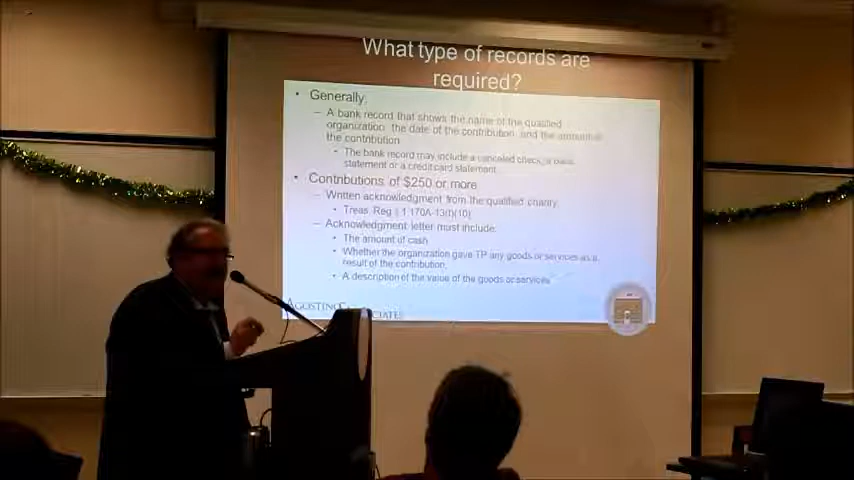 What type of records are
required?
• Generally,
– A bank record that shows the name of the qualified
organization, the date of the contribution, and the amount of
the contribution
• The bank record may include a canceled check, a bank
statement or a credit card statement
• Contributions of $250 or more
– Written acknowledgment from the qualified charity
• Treas. Reg § 1.170A-13(f)(10)
– Acknowledgment letter must include:
• The amount of cash
• Whether the organization gave TP any goods or services as a
result of the contribution,
• A description of the value of the goods or services
AGOSTINO &
CIATES